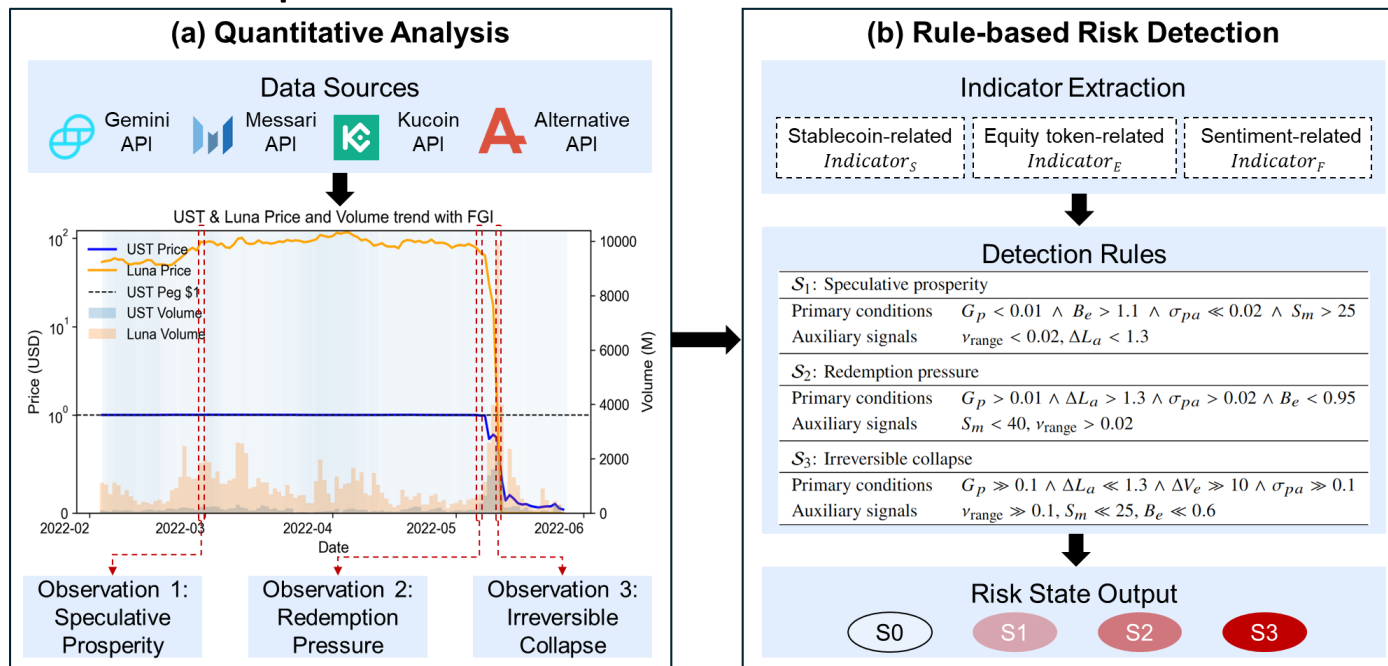 (a) Quantitative Analysis
Data Sources
Gemini
API
Messari
API
Kucoin
API
Alternative
API
UST & Luna Price and Volume trend with FGI
Price (USD)
10²
10¹
10⁰
0
UST Price
Luna Price
UST Peg $1
UST Volume
Luna Volume
10000
8000
6000
4000
2000
0
Volume (M)
2022-02
2022-03
2022-04
2022-05
2022-06
Date
Observation 1:
Speculative
Prosperity
Observation 2:
Redemption
Pressure
Observation 3:
Irreversible
Collapse
(b) Rule-based Risk Detection
Indicator Extraction
Stablecoin-related
Indicator_S
Equity token-related
Indicator_E
Sentiment-related
Indicator_F
Detection Rules
S₁: Speculative prosperity
Primary conditions G_p < 0.01 ∧ B_e > 1.1 ∧ σ_pa ≪ 0.02 ∧ S_m > 25
Auxiliary signals ν_range < 0.02, ΔL_a < 1.3
S₂: Redemption pressure
Primary conditions G_p > 0.01 ∧ ΔL_a > 1.3 ∧ σ_pa > 0.02 ∧ B_e < 0.95
Auxiliary signals S_m < 40, ν_range > 0.02
S₃: Irreversible collapse
Primary conditions G_p ≫ 0.1 ∧ ΔL_a ≪ 1.3 ∧ ΔV_e ≫ 10 ∧ σ_pa ≫ 0.1
Auxiliary signals ν_range ≫ 0.1, S_m ≪ 25, B_e ≪ 0.6
Risk State Output
S0
S1
S2
S3